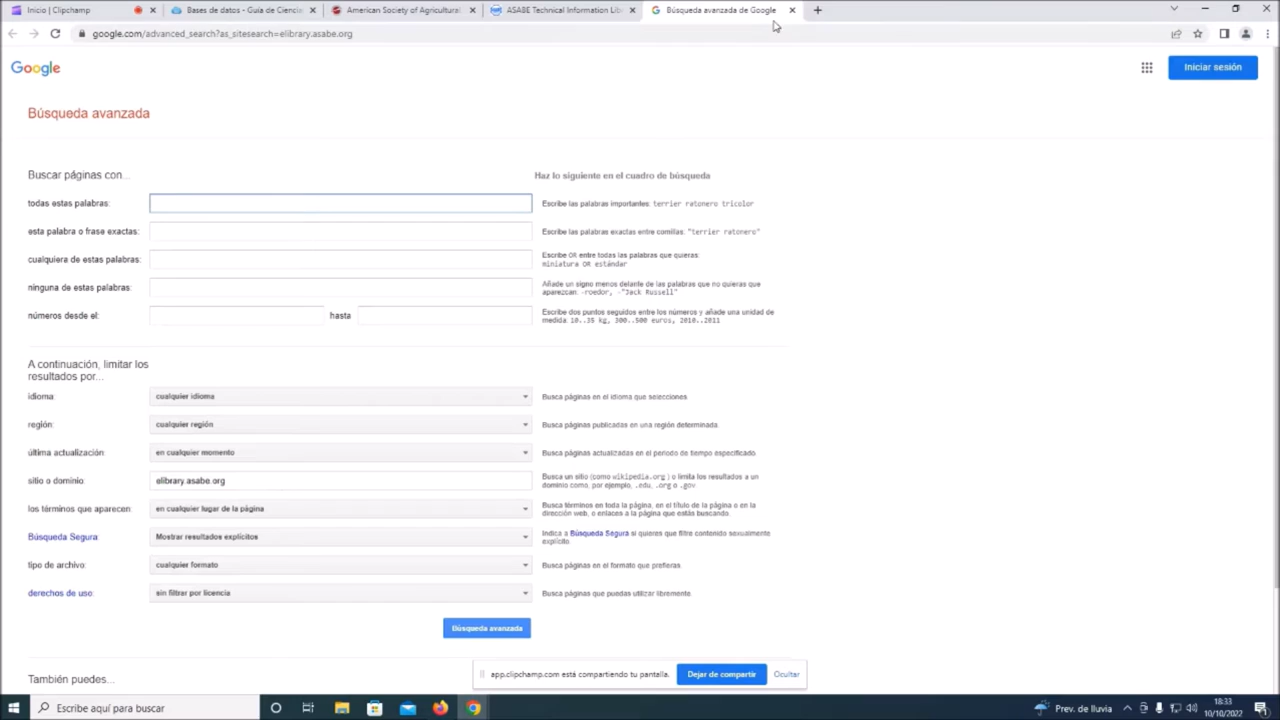 Inicio | Clipchamp
Bases de datos - Guía de Cienci
American Society of Agricultural
ASABE Technical Information Lib
Búsqueda avanzada de Google
google.com/advanced_search?as_sitesearch=elibrary.asabe.org
Google
Iniciar sesión
Búsqueda avanzada
Buscar páginas con...
Haz lo siguiente en el cuadro de búsqueda
todas estas palabras:
Escribe las palabras importantes: terrier ratonero tricolor
esta palabra o frase exactas:
Escribe las palabras exactas entre comillas: "terrier ratonero"
cualquiera de estas palabras:
Escribe OR entre todas las palabras que quieras:
miniatura OR estándar
ninguna de estas palabras:
Añade un signo menos delante de las palabras que no quieras que
aparezcan: -roedor, -"Jack Russell"
números desde el:
hasta
Escribe dos puntos seguidos entre los números y añade una unidad de
medida: 10..35 kg, 300..500 euros, 2010..2011
A continuación, limitar los
resultados por...
idioma:
cualquier idioma
Busca páginas en el idioma que selecciones.
región:
cualquier región
Busca páginas publicadas en una región determinada.
última actualización:
en cualquier momento
Busca páginas actualizadas en el periodo de tiempo especificado.
sitio o dominio:
elibrary.asabe.org
Busca un sitio (como wikipedia.org ) o limita los resultados a un
dominio como, por ejemplo, .edu, .org o .gov.
los términos que aparecen:
en cualquier lugar de la página
Busca términos en toda la página, en el título de la página o en la
dirección web, o enlaces a la página que estás buscando.
Búsqueda Segura:
Mostrar resultados explícitos
Indica a Búsqueda Segura si quieres que filtre contenido sexualmente
explícito.
tipo de archivo:
cualquier formato
Busca páginas en el formato que prefieras.
derechos de uso:
sin filtrar por licencia
Busca páginas que puedas utilizar libremente
Búsqueda avanzada
También puedes...
app.clipchamp.com está compartiendo tu pantalla.
Dejar de compartir
Ocultar
Escribe aquí para buscar
Prev. de lluvia
18:33
10/10/2022